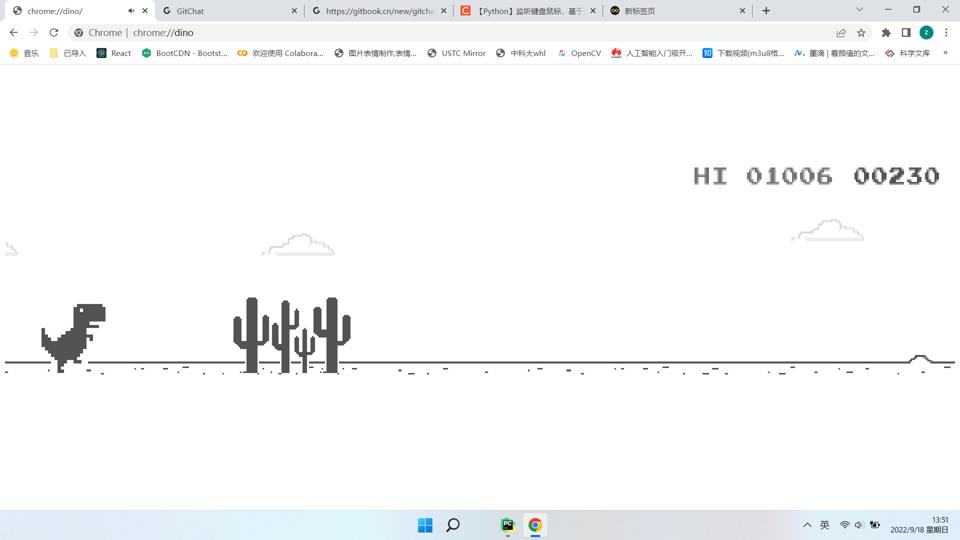 chrome://dino/
GitChat
https://gitbook.cn/new/gitcha
【Python】监听键盘鼠标，基于
新标签页
Chrome | chrome://dino
Z
音乐
已导入
React
BootCDN - Bootst...
欢迎使用 Colabora...
图片表情制作,表情...
USTC Mirror
中科大whl
OpenCV
人工智能入门级开...
知
下载视频(m3u8格...
墨滴 | 看颜值的文...
科学文库
»
HI 01006 00230
PC
英
13:51
2022/9/18 星期日